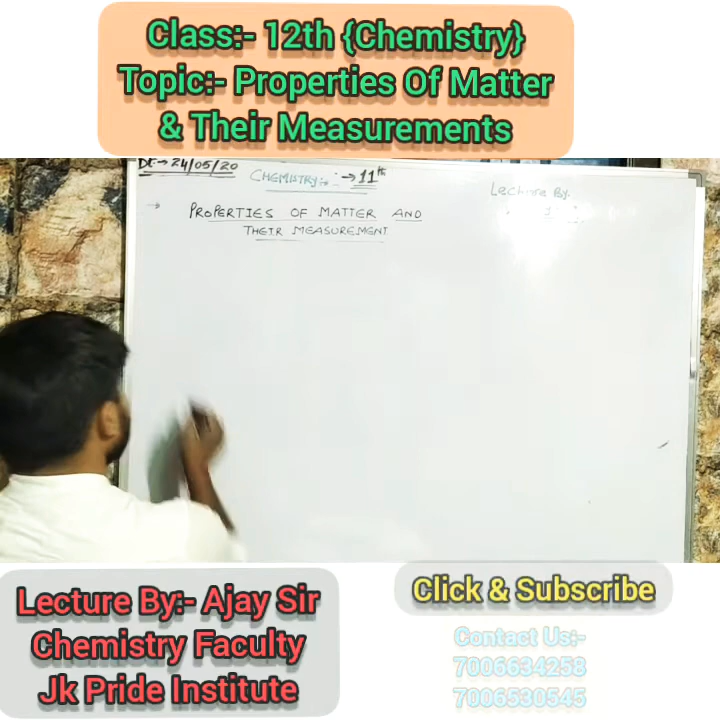 Class:- 12th {Chemistry}
Topic:- Properties Of Matter
& Their Measurements
DT→24/05/20
CHEMISTRY:- :→11th
Lecture By.
→ PROPERTIES OF MATTER AND
THEIR MEASUREMENT
Lecture By:- Ajay Sir
Chemistry Faculty
Jk Pride Institute
Click & Subscribe
Contact Us:-
7006634258
7006530545